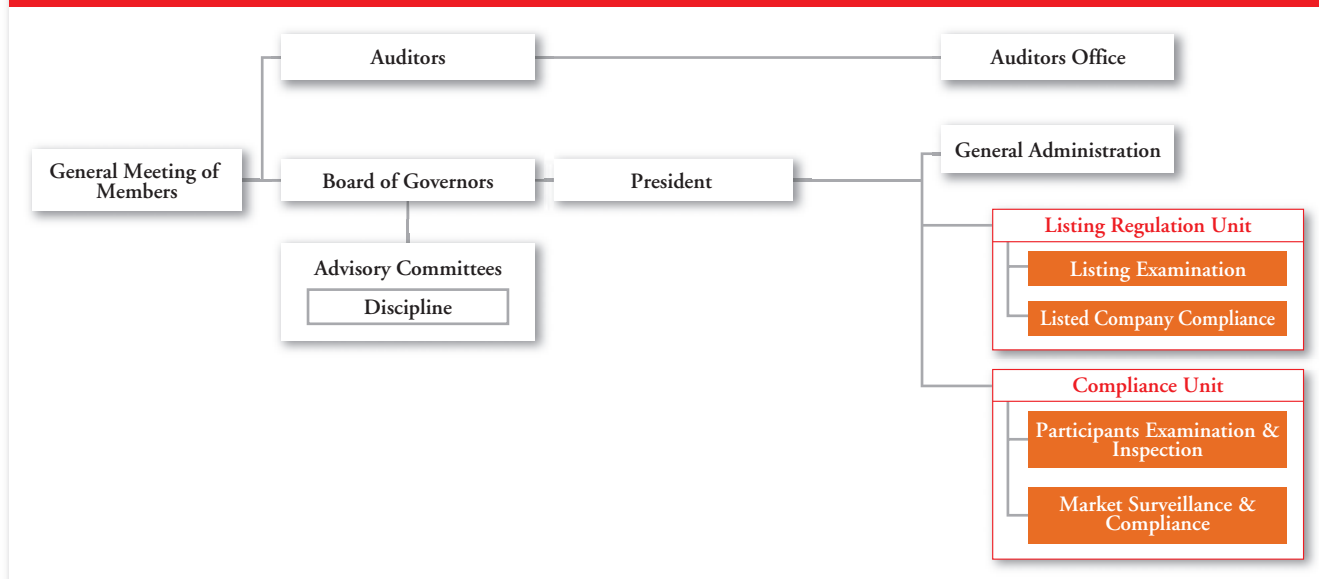 Auditors
Auditors Office
General Meeting of
Members
Board of Governors
President
General Administration
Advisory Committees
Discipline
Listing Regulation Unit
Listing Examination
Listed Company Compliance
Compliance Unit
Participants Examination &
Inspection
Market Surveillance &
Compliance